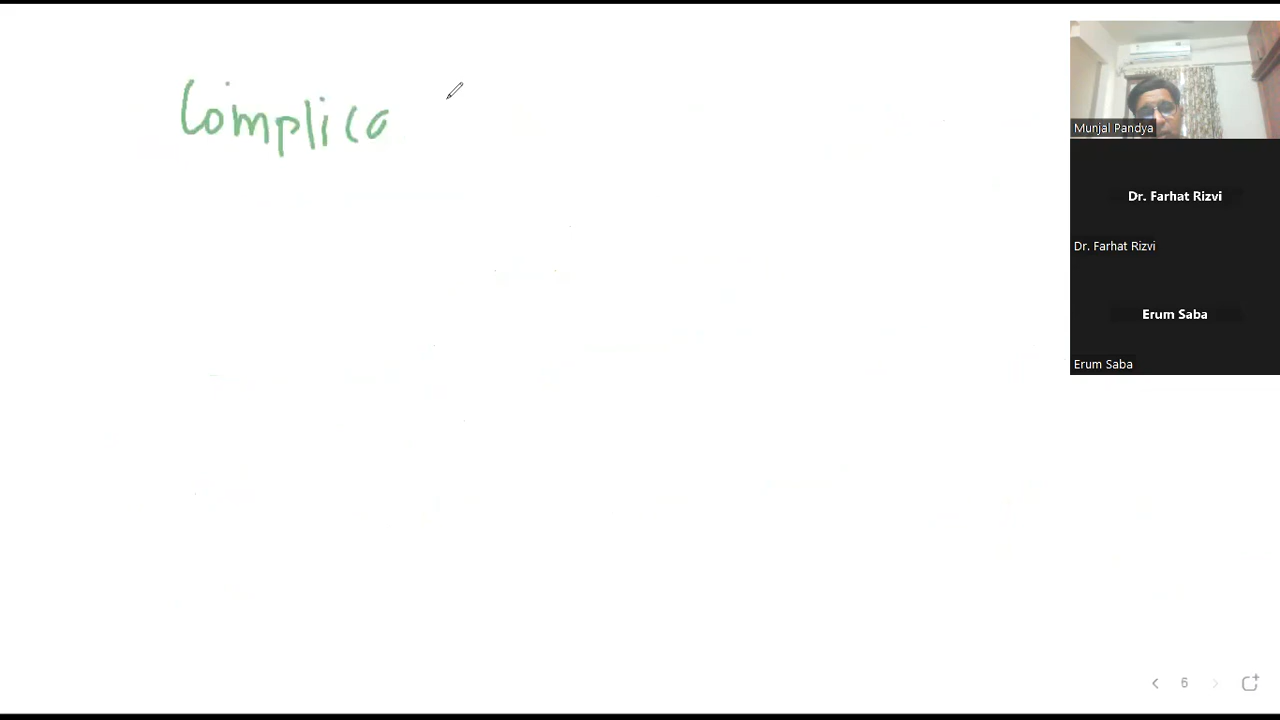 Complica
Munjal Pandya
Dr. Farhat Rizvi
Dr. Farhat Rizvi
Erum Saba
Erum Saba
6